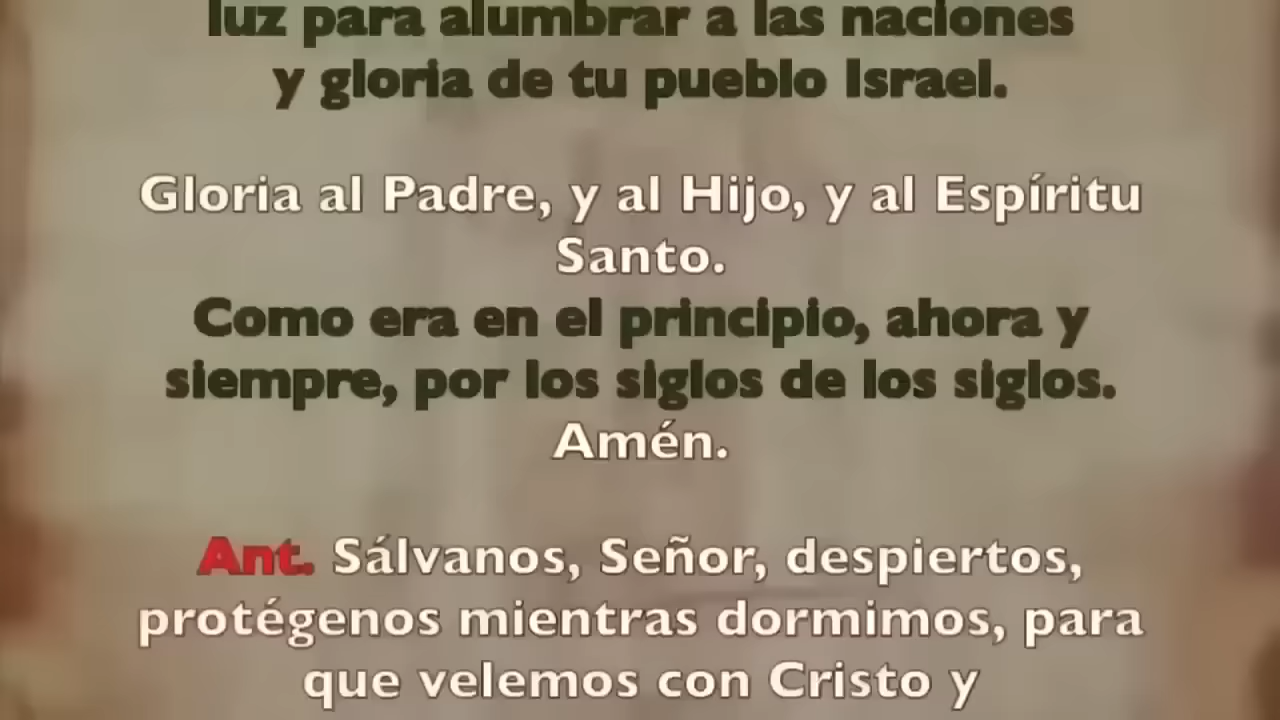 luz para alumbrar a las naciones
y gloria de tu pueblo Israel.
Gloria al Padre, y al Hijo, y al Espíritu
Santo.
Como era en el principio, ahora y
siempre, por los siglos de los siglos.
Amén.
Ant. Sálvanos, Señor, despiertos,
protégenos mientras dormimos, para
que velemos con Cristo y